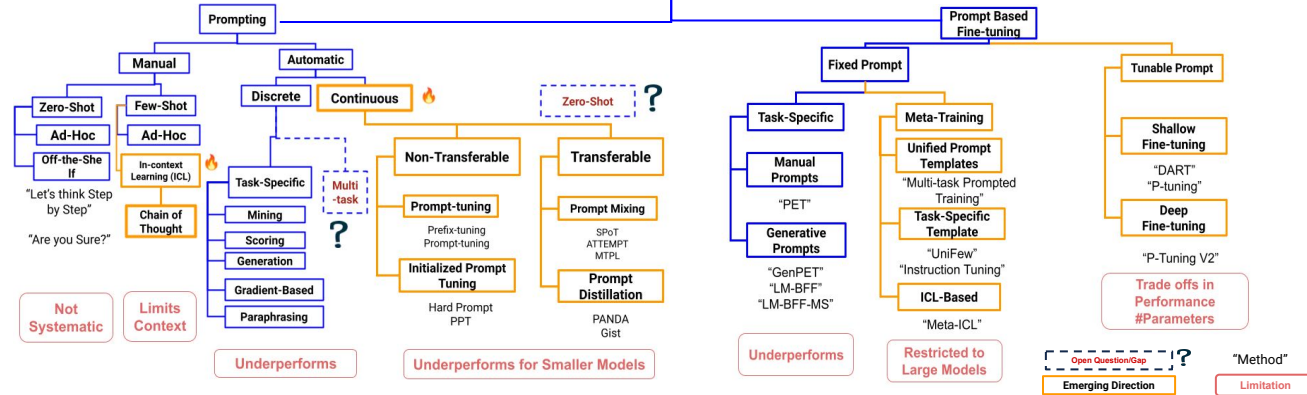 Prompting
Manual
Zero-Shot
Ad-Hoc
Off-the-She
lf
“Let’s think Step
by Step”
“Are you Sure?”
Not
Systematic
Few-Shot
Ad-Hoc
In-context
Learning (ICL)
Chain of
Thought
Limits
Context
Automatic
Discrete
Task-Specific
Mining
Scoring
Generation
Gradient-Based
Paraphrasing
Multi
-task
?
Underperforms
Continuous
Zero-Shot
?
Non-Transferable
Prompt-tuning
Prefix-tuning
Prompt-tuning
Initialized Prompt
Tuning
Hard Prompt
PPT
Transferable
Prompt Mixing
SPoT
ATTEMPT
MTPL
Prompt
Distillation
PANDA
Gist
Underperforms for Smaller Models
Prompt Based
Fine-tuning
Fixed Prompt
Task-Specific
Manual
Prompts
“PET”
Generative
Prompts
“GenPET”
“LM-BFF”
“LM-BFF-MS”
Underperforms
Meta-Training
Unified Prompt
Templates
“Multi-task Prompted
Training”
Task-Specific
Template
“UniFew”
“Instruction Tuning”
ICL-Based
“Meta-ICL”
Restricted to
Large Models
Tunable Prompt
Shallow
Fine-tuning
“DART”
“P-tuning”
Deep
Fine-tuning
“P-Tuning V2”
Trade offs in
Performance
#Parameters
Open Question/Gap
?
“Method”
Emerging Direction
Limitation